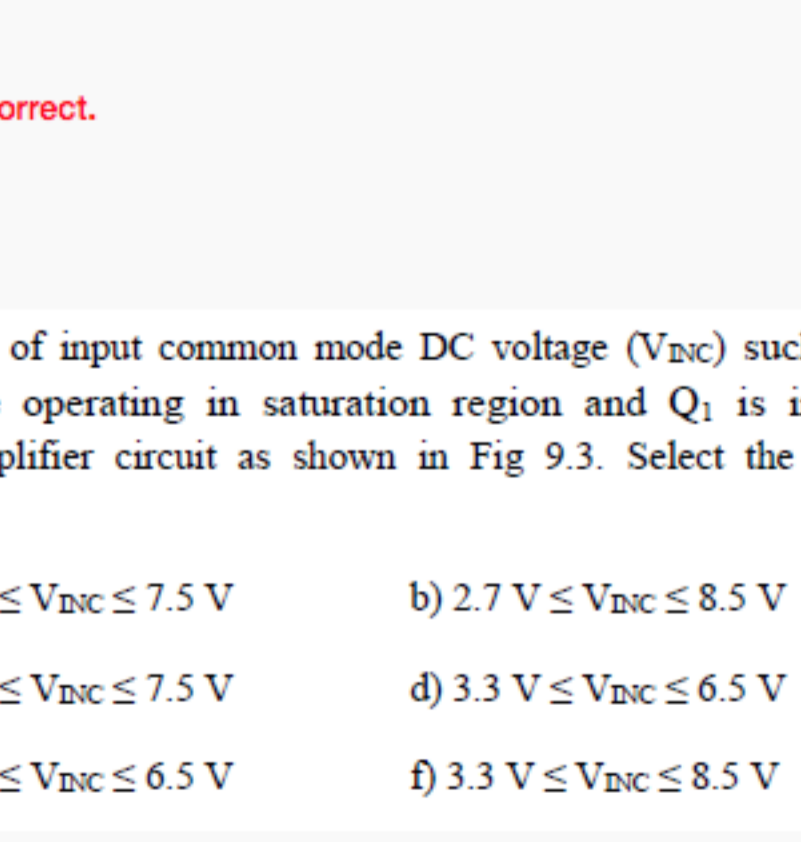 orrect.
of input common mode DC voltage (VINC) suc
operating in saturation region and Q1 is i
plifier circuit as shown in Fig 9.3. Select the
≤ VINC ≤ 7.5 V b) 2.7 V ≤ VINC ≤ 8.5 V
≤ VINC ≤ 7.5 V d) 3.3 V ≤ VINC ≤ 6.5 V
≤ VINC ≤ 6.5 V f) 3.3 V ≤ VINC ≤ 8.5 V